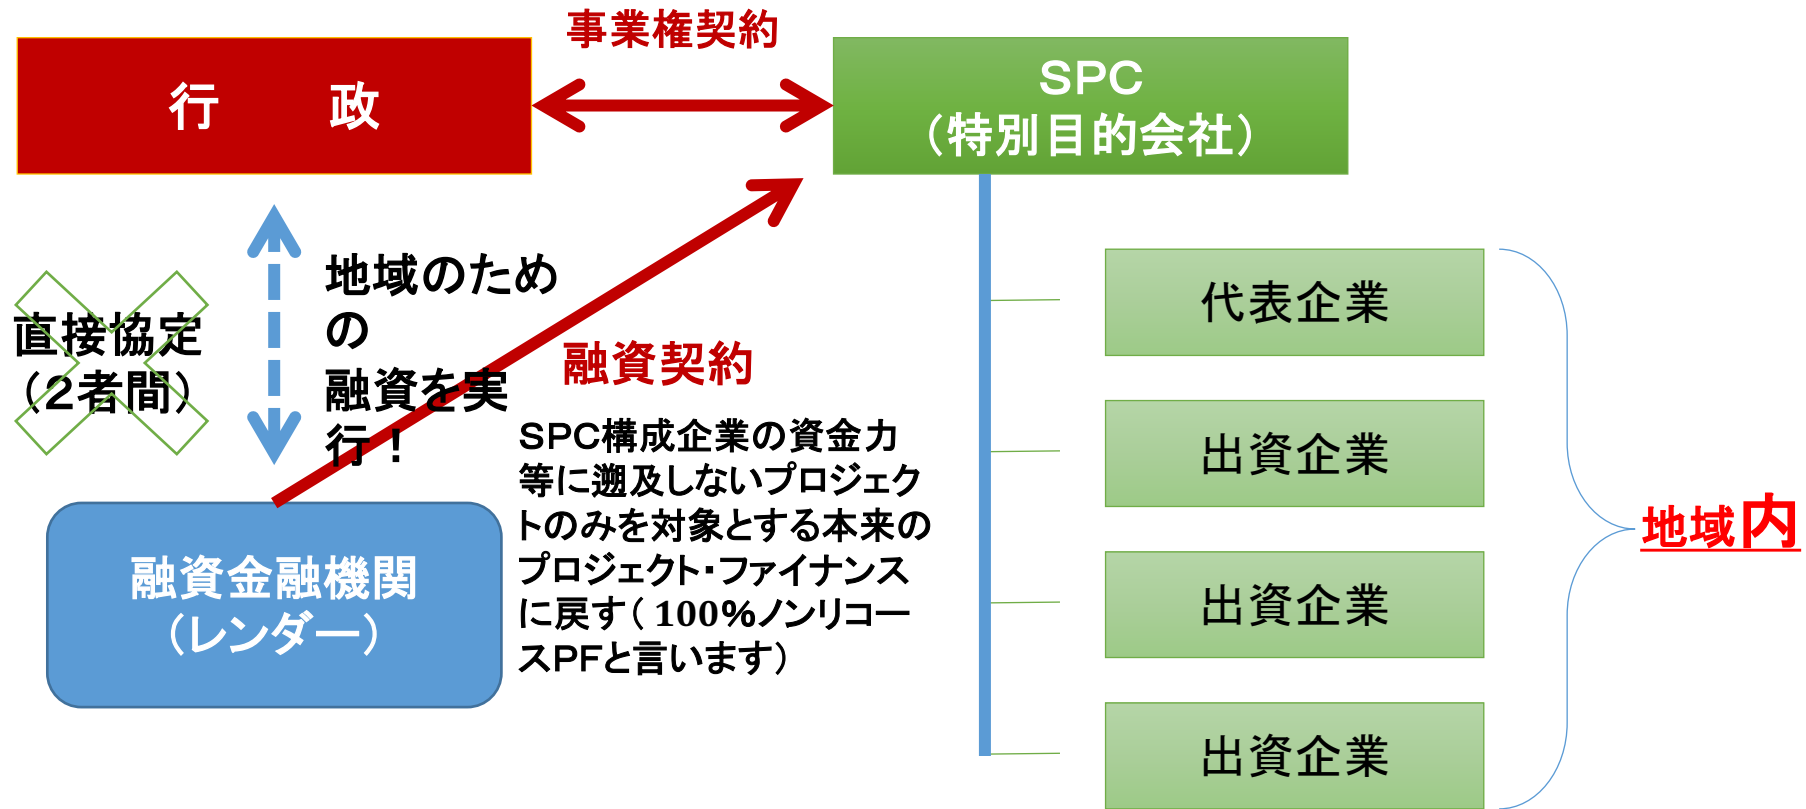 事業権契約
行　　政
SPC
（特別目的会社）
地域のため
の
融資を実
行！
直接協定
（２者間）
融資契約
SPC構成企業の資金力
等に遡及しないプロジェク
トのみを対象とする本来の
プロジェクト・ファイナンス
に戻す（100％ノンリコー
スPFと言います）
融資金融機関
（レンダー）
代表企業
出資企業
出資企業
出資企業
地域内